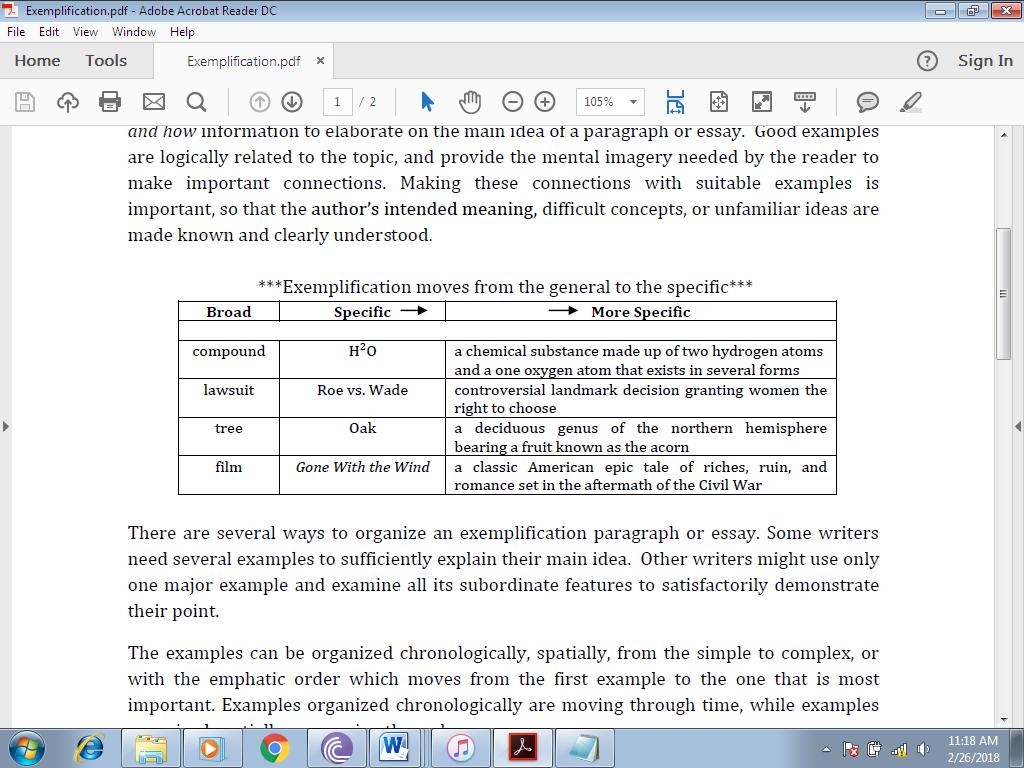 Exemplification.pdf - Adobe Acrobat Reader DC
File Edit View Window Help
Home Tools Exemplification.pdf × Sign In
1 / 2 105%
and how information to elaborate on the main idea of a paragraph or essay. Good examples
are logically related to the topic, and provide the mental imagery needed by the reader to
make important connections. Making these connections with suitable examples is
important, so that the author's intended meaning, difficult concepts, or unfamiliar ideas are
made known and clearly understood.
***Exemplification moves from the general to the specific***
Broad Specific → → More Specific
compound H²O a chemical substance made up of two hydrogen atoms
and a one oxygen atom that exists in several forms
lawsuit Roe vs. Wade controversial landmark decision granting women the
right to choose
tree Oak a deciduous genus of the northern hemisphere
bearing a fruit known as the acorn
film Gone With the Wind a classic American epic tale of riches, ruin, and
romance set in the aftermath of the Civil War
There are several ways to organize an exemplification paragraph or essay. Some writers
need several examples to sufficiently explain their main idea. Other writers might use only
one major example and examine all its subordinate features to satisfactorily demonstrate
their point.
The examples can be organized chronologically, spatially, from the simple to complex, or
with the emphatic order which moves from the first example to the one that is most
important. Examples organized chronologically are moving through time, while examples
11:18 AM
2/26/2018